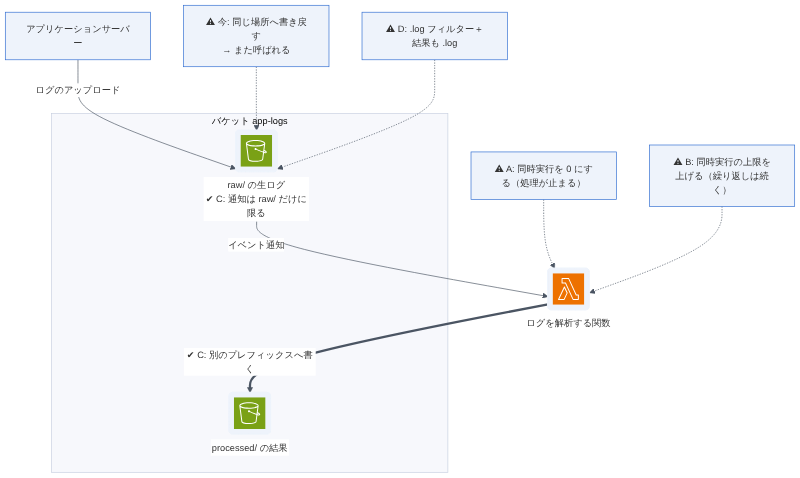 アプリケーションサーバ
ー
⚠ 今: 同じ場所へ書き戻
す
→ また呼ばれる
⚠ D: .log フィルター＋
結果も .log
ログのアップロード
バケット app-logs
⚠ A: 同時実行を 0 にす
る（処理が止まる）
⚠ B: 同時実行の上限を
上げる（繰り返しは続
く）
raw/ の生ログ
✔ C: 通知は raw/ だけに
限る
イベント通知
ログを解析する関数
✔ C: 別のプレフィックスへ書
く
processed/ の結果